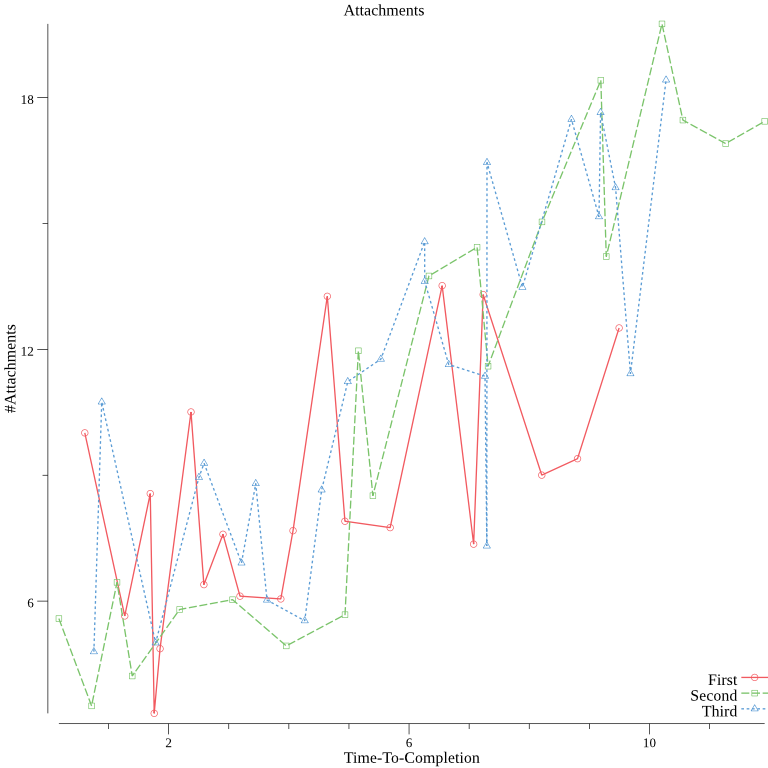 Attachments
18
12
6
#Attachments
First
Second
Third
2 6 10
Time-To-Completion